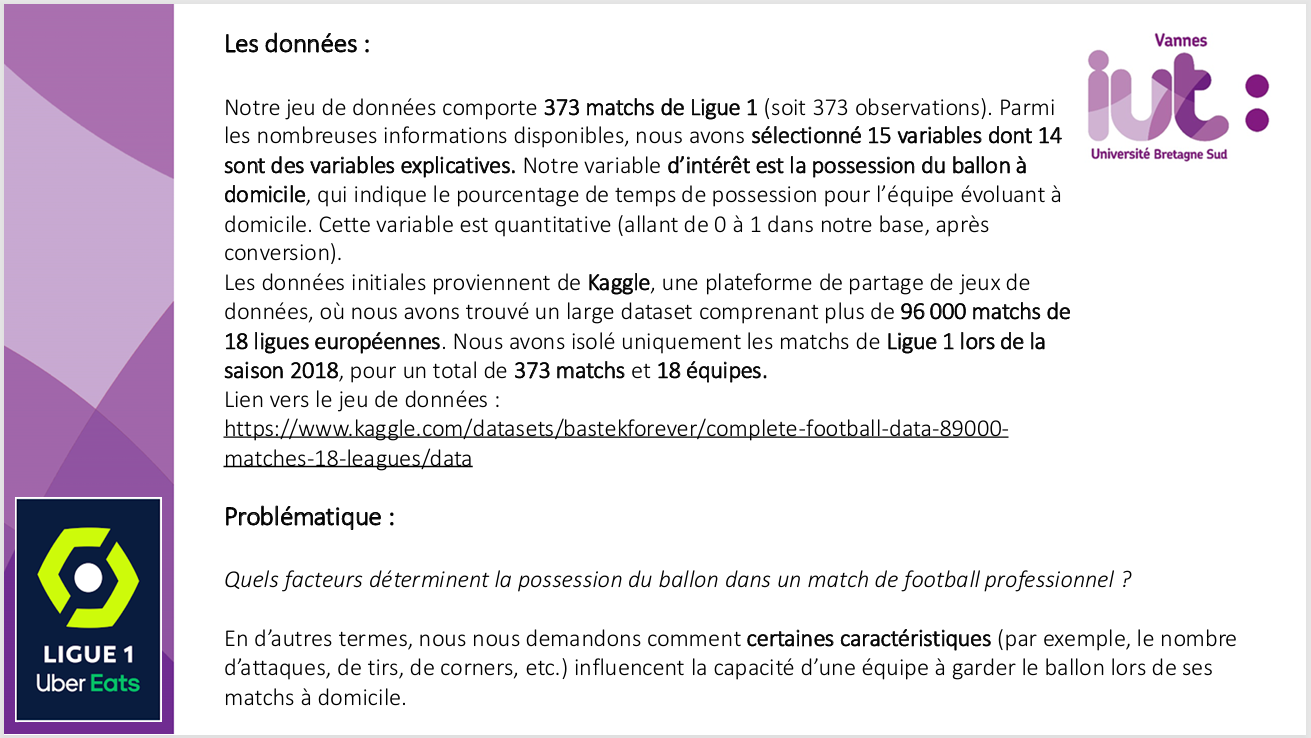 Les données :
Vannes
iut:
Université Bretagne Sud
Notre jeu de données comporte 373 matchs de Ligue 1 (soit 373 observations). Parmi
les nombreuses informations disponibles, nous avons sélectionné 15 variables dont 14
sont des variables explicatives. Notre variable d’intérêt est la possession du ballon à
domicile, qui indique le pourcentage de temps de possession pour l’équipe évoluant à
domicile. Cette variable est quantitative (allant de 0 à 1 dans notre base, après
conversion).
Les données initiales proviennent de Kaggle, une plateforme de partage de jeux de
données, où nous avons trouvé un large dataset comprenant plus de 96 000 matchs de
18 ligues européennes. Nous avons isolé uniquement les matchs de Ligue 1 lors de la
saison 2018, pour un total de 373 matchs et 18 équipes.
Lien vers le jeu de données :
https://www.kaggle.com/datasets/bastekforever/complete-football-data-89000-
matches-18-leagues/data
Problématique :
Quels facteurs déterminent la possession du ballon dans un match de football professionnel ?
En d’autres termes, nous nous demandons comment certaines caractéristiques (par exemple, le nombre
d’attaques, de tirs, de corners, etc.) influencent la capacité d’une équipe à garder le ballon lors de ses
matchs à domicile.
LIGUE 1
Uber Eats